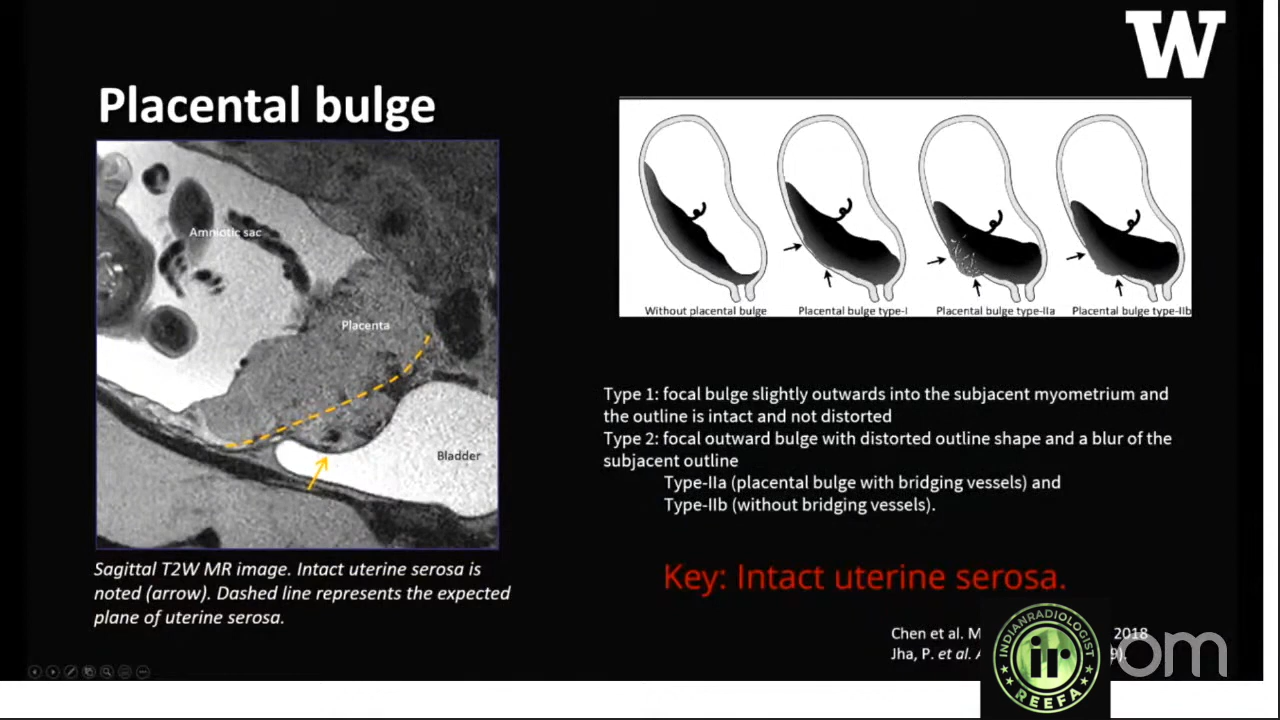 W
Placental bulge
Amniotic sac
Placenta
Bladder
Without placental bulge
Placental bulge type-I
Placental bulge type-IIa
Placental bulge type-IIb
Type 1: focal bulge slightly outwards into the subjacent myometrium and
the outline is intact and not distorted
Type 2: focal outward bulge with distorted outline shape and a blur of the
subjacent outline
Type-IIa (placental bulge with bridging vessels) and
Type-IIb (without bridging vessels).
Sagittal T2W MR image. Intact uterine serosa is
noted (arrow). Dashed line represents the expected
plane of uterine serosa.
Key: Intact uterine serosa.
Chen et al. 2018
Jha, P. et al.
INDIANRADIOLOGIST
ir
REEFA
om